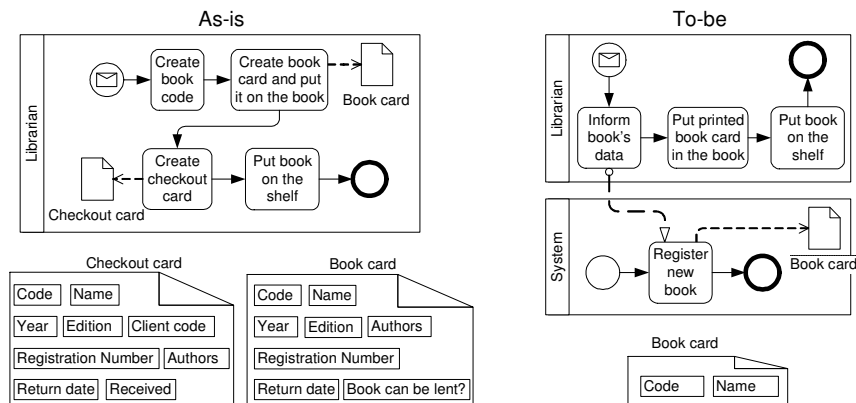 As-is
To-be
Librarian
Create
book
code
Create book
card and put
it on the book
Book card
Create
checkout
card
Put book
on the
shelf
Checkout card
Librarian
Inform
book's
data
Put printed
book card
in the book
Put book
on the
shelf
System
Register
new
book
Book card
Checkout card
Code Name
Year Edition Client code
Registration Number Authors
Return date Received
Book card
Code Name
Year Edition Authors
Registration Number
Return date Book can be lent?
Book card
Code Name